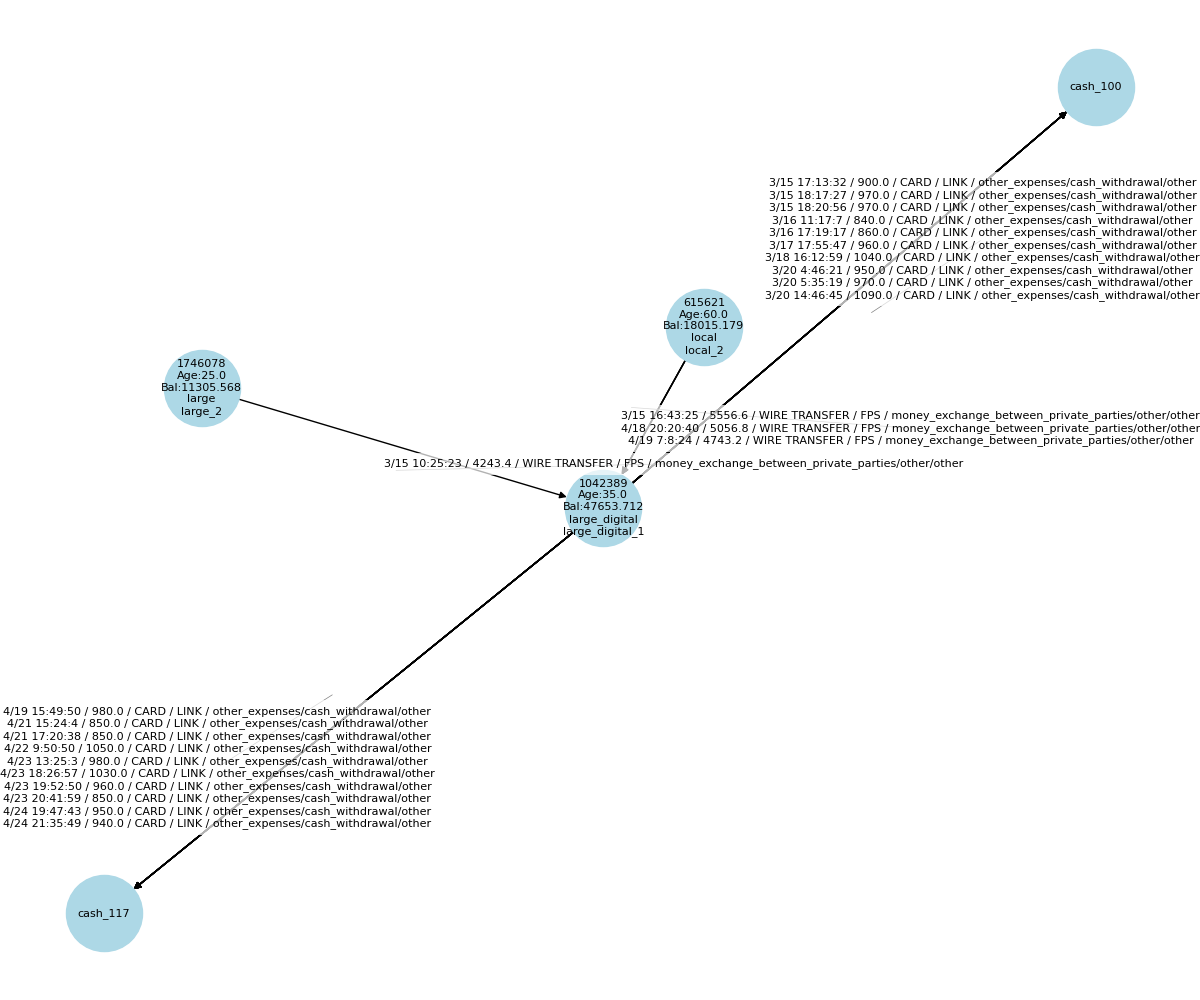 cash_100
3/15 17:13:32 / 900.0 / CARD / LINK / other_expenses/cash_withdrawal/other
3/15 18:17:27 / 970.0 / CARD / LINK / other_expenses/cash_withdrawal/other
3/15 18:20:56 / 970.0 / CARD / LINK / other_expenses/cash_withdrawal/other
3/16 11:17:7 / 840.0 / CARD / LINK / other_expenses/cash_withdrawal/other
3/16 17:19:17 / 860.0 / CARD / LINK / other_expenses/cash_withdrawal/other
3/17 17:55:47 / 960.0 / CARD / LINK / other_expenses/cash_withdrawal/other
3/18 16:12:59 / 1040.0 / CARD / LINK / other_expenses/cash_withdrawal/other
3/20 4:46:21 / 950.0 / CARD / LINK / other_expenses/cash_withdrawal/other
3/20 5:35:19 / 970.0 / CARD / LINK / other_expenses/cash_withdrawal/other
3/20 14:46:45 / 1090.0 / CARD / LINK / other_expenses/cash_withdrawal/other
615621
Age:60.0
Bal:18015.179
local
local_2
1746078
Age:25.0
Bal:11305.568
large
large_2
3/15 16:43:25 / 5556.6 / WIRE TRANSFER / FPS / money_exchange_between_private_parties/other/other
4/18 20:20:40 / 5056.8 / WIRE TRANSFER / FPS / money_exchange_between_private_parties/other/other
4/19 7:8:24 / 4743.2 / WIRE TRANSFER / FPS / money_exchange_between_private_parties/other/other
3/15 10:25:23 / 4243.4 / WIRE TRANSFER / FPS / money_exchange_between_private_parties/other/other
1042389
Age:35.0
Bal:47653.712
large_digital
large_digital_1
4/19 15:49:50 / 980.0 / CARD / LINK / other_expenses/cash_withdrawal/other
4/21 15:24:4 / 850.0 / CARD / LINK / other_expenses/cash_withdrawal/other
4/21 17:20:38 / 850.0 / CARD / LINK / other_expenses/cash_withdrawal/other
4/22 9:50:50 / 1050.0 / CARD / LINK / other_expenses/cash_withdrawal/other
4/23 13:25:3 / 980.0 / CARD / LINK / other_expenses/cash_withdrawal/other
4/23 18:26:57 / 1030.0 / CARD / LINK / other_expenses/cash_withdrawal/other
4/23 19:52:50 / 960.0 / CARD / LINK / other_expenses/cash_withdrawal/other
4/23 20:41:59 / 850.0 / CARD / LINK / other_expenses/cash_withdrawal/other
4/24 19:47:43 / 950.0 / CARD / LINK / other_expenses/cash_withdrawal/other
4/24 21:35:49 / 940.0 / CARD / LINK / other_expenses/cash_withdrawal/other
cash_117